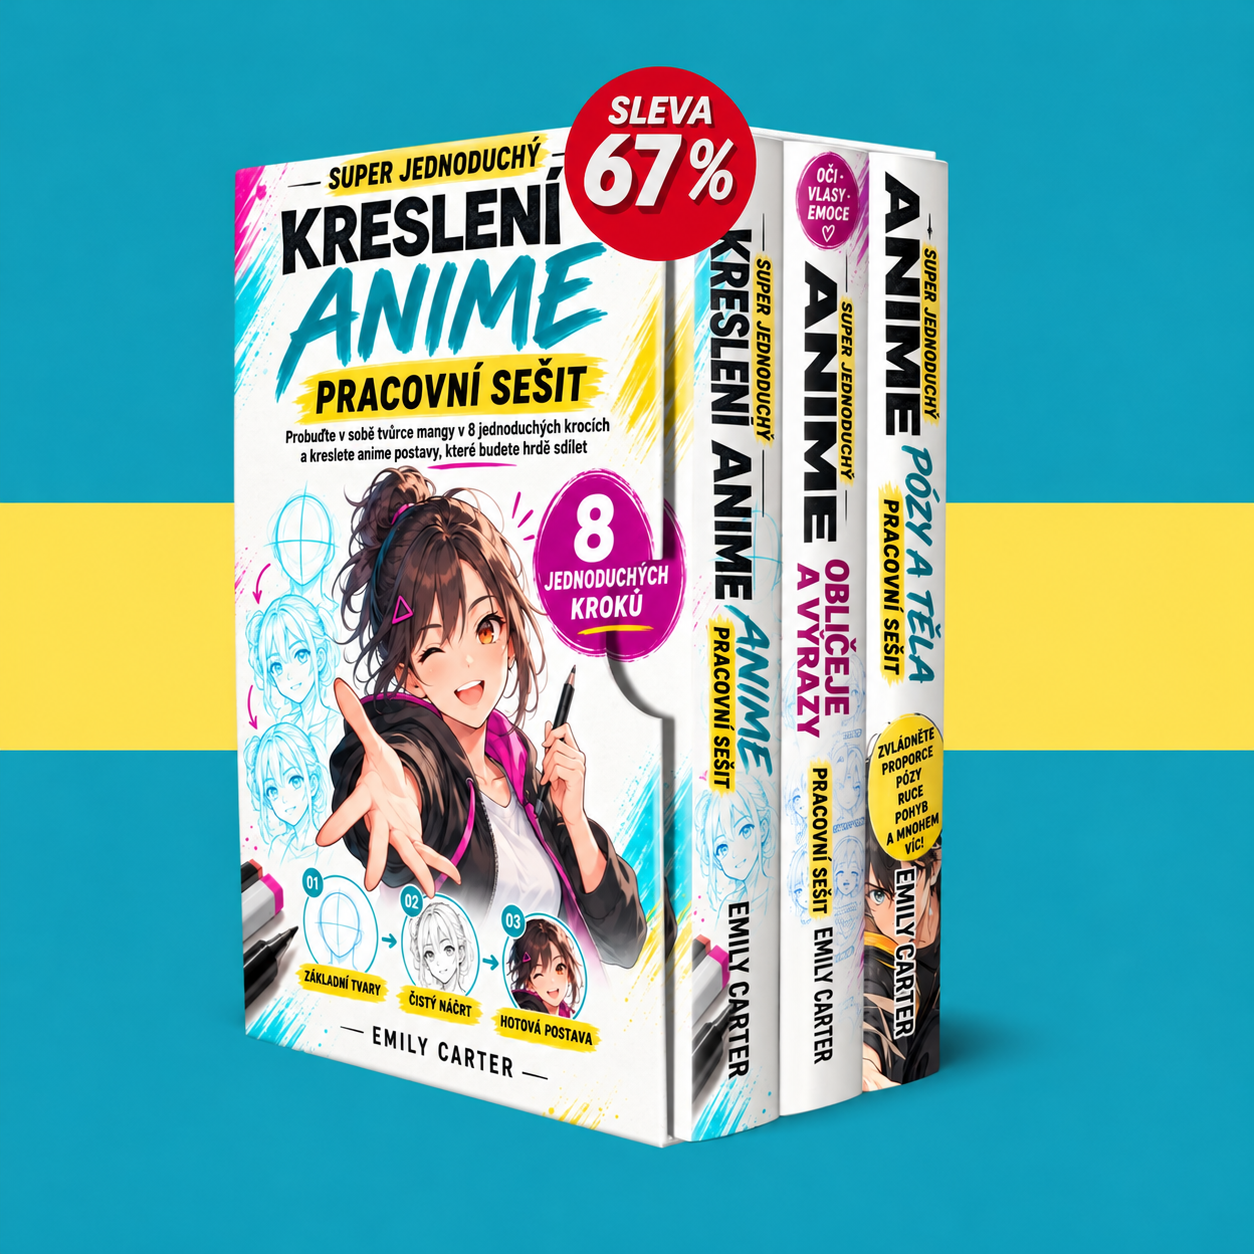 SLEVA
67%
SUPER JEDNODUCHÝ
KRESLENÍ
ANIME
PRACOVNÍ SEŠIT
Probuďte v sobě tvůrce mangy v 8 jednoduchých krocích
a kreslete anime postavy, které budete hrdě sdílet
8
JEDNODUCHÝCH
KROKŮ
01
02
03
ZÁKLADNÍ TVARY
ČISTÝ NÁČRT
HOTOVÁ POSTAVA
EMILY CARTER
SUPER JEDNODUCHÝ
KRESLENÍ ANIME
ANIME
PRACOVNÍ SEŠIT
EMILY CARTER
OČI·
VLASY·
EMOCE
SUPER JEDNODUCHÝ
ANIME
OBLIČEJE
A VÝRAZY
PRACOVNÍ SEŠIT
EMILY CARTER
SUPER JEDNODUCHÝ
ANIME
PÓZY A TĚLA
PRACOVNÍ SEŠIT
ZVLÁDNĚTE
PROPORCE
PÓZY
RUCE
POHYB
A MNOHEM
VÍC!
EMILY CARTER